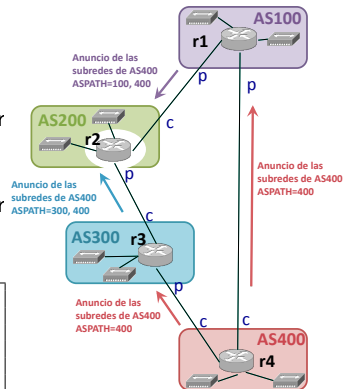 AS100
r1
Anuncio de las
subredes de AS400
ASPATH=100, 400
p
p
AS200
c
r
r2
p
Anuncio de las
subredes de AS400
ASPATH=400
Anuncio de las
subredes de AS400
ASPATH=300, 400
r
c
AS300
r3
p
Anuncio de las
subredes de AS400
ASPATH=400
c
c
AS400
r4